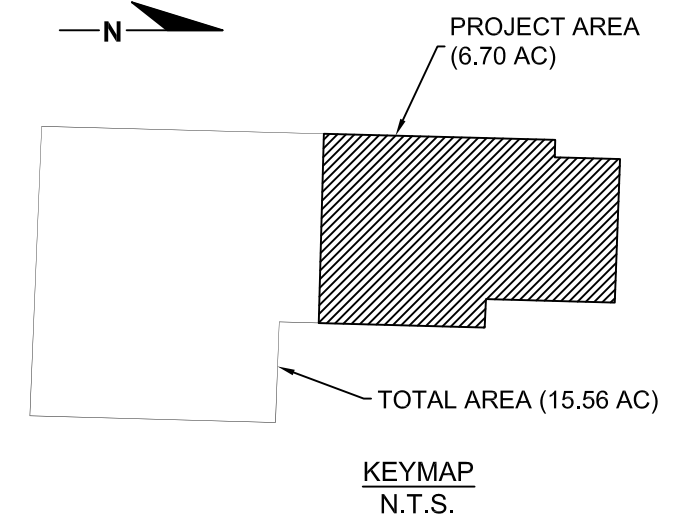 N
PROJECT AREA
(6.70 AC)
TOTAL AREA (15.56 AC)
KEYMAP
N.T.S.